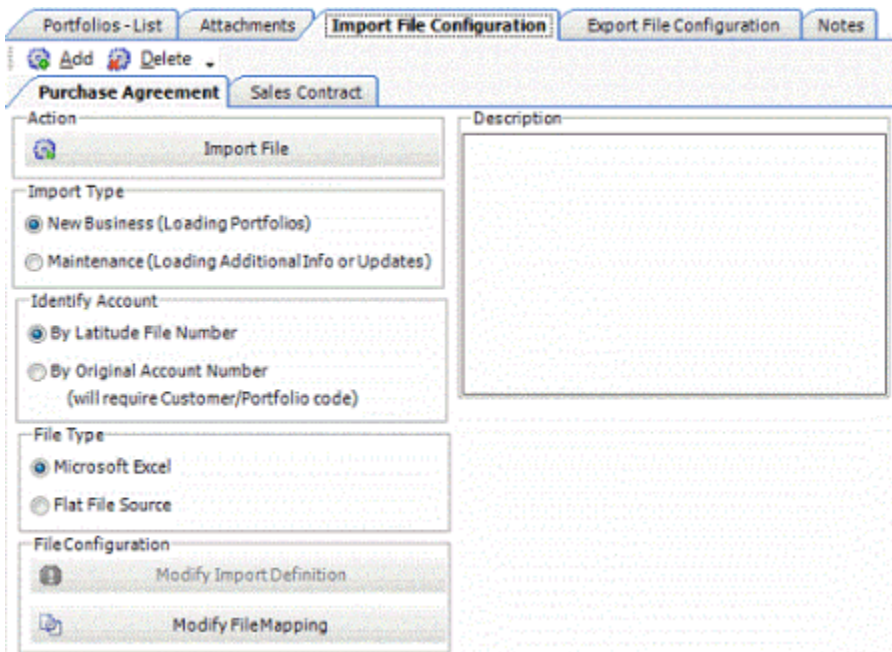 Portfolios - List Attachments Import File Configuration Export File Configuration Notes
Add Delete
Purchase Agreement Sales Contract
Action
Import File
Import Type
New Business (Loading Portfolios)
Maintenance (Loading Additional Info or Updates)
Identify Account
By Latitude File Number
By Original Account Number
(will require Customer/Portfolio code)
File Type
Microsoft Excel
Flat File Source
File Configuration
Modify Import Definition
Modify File Mapping
Description